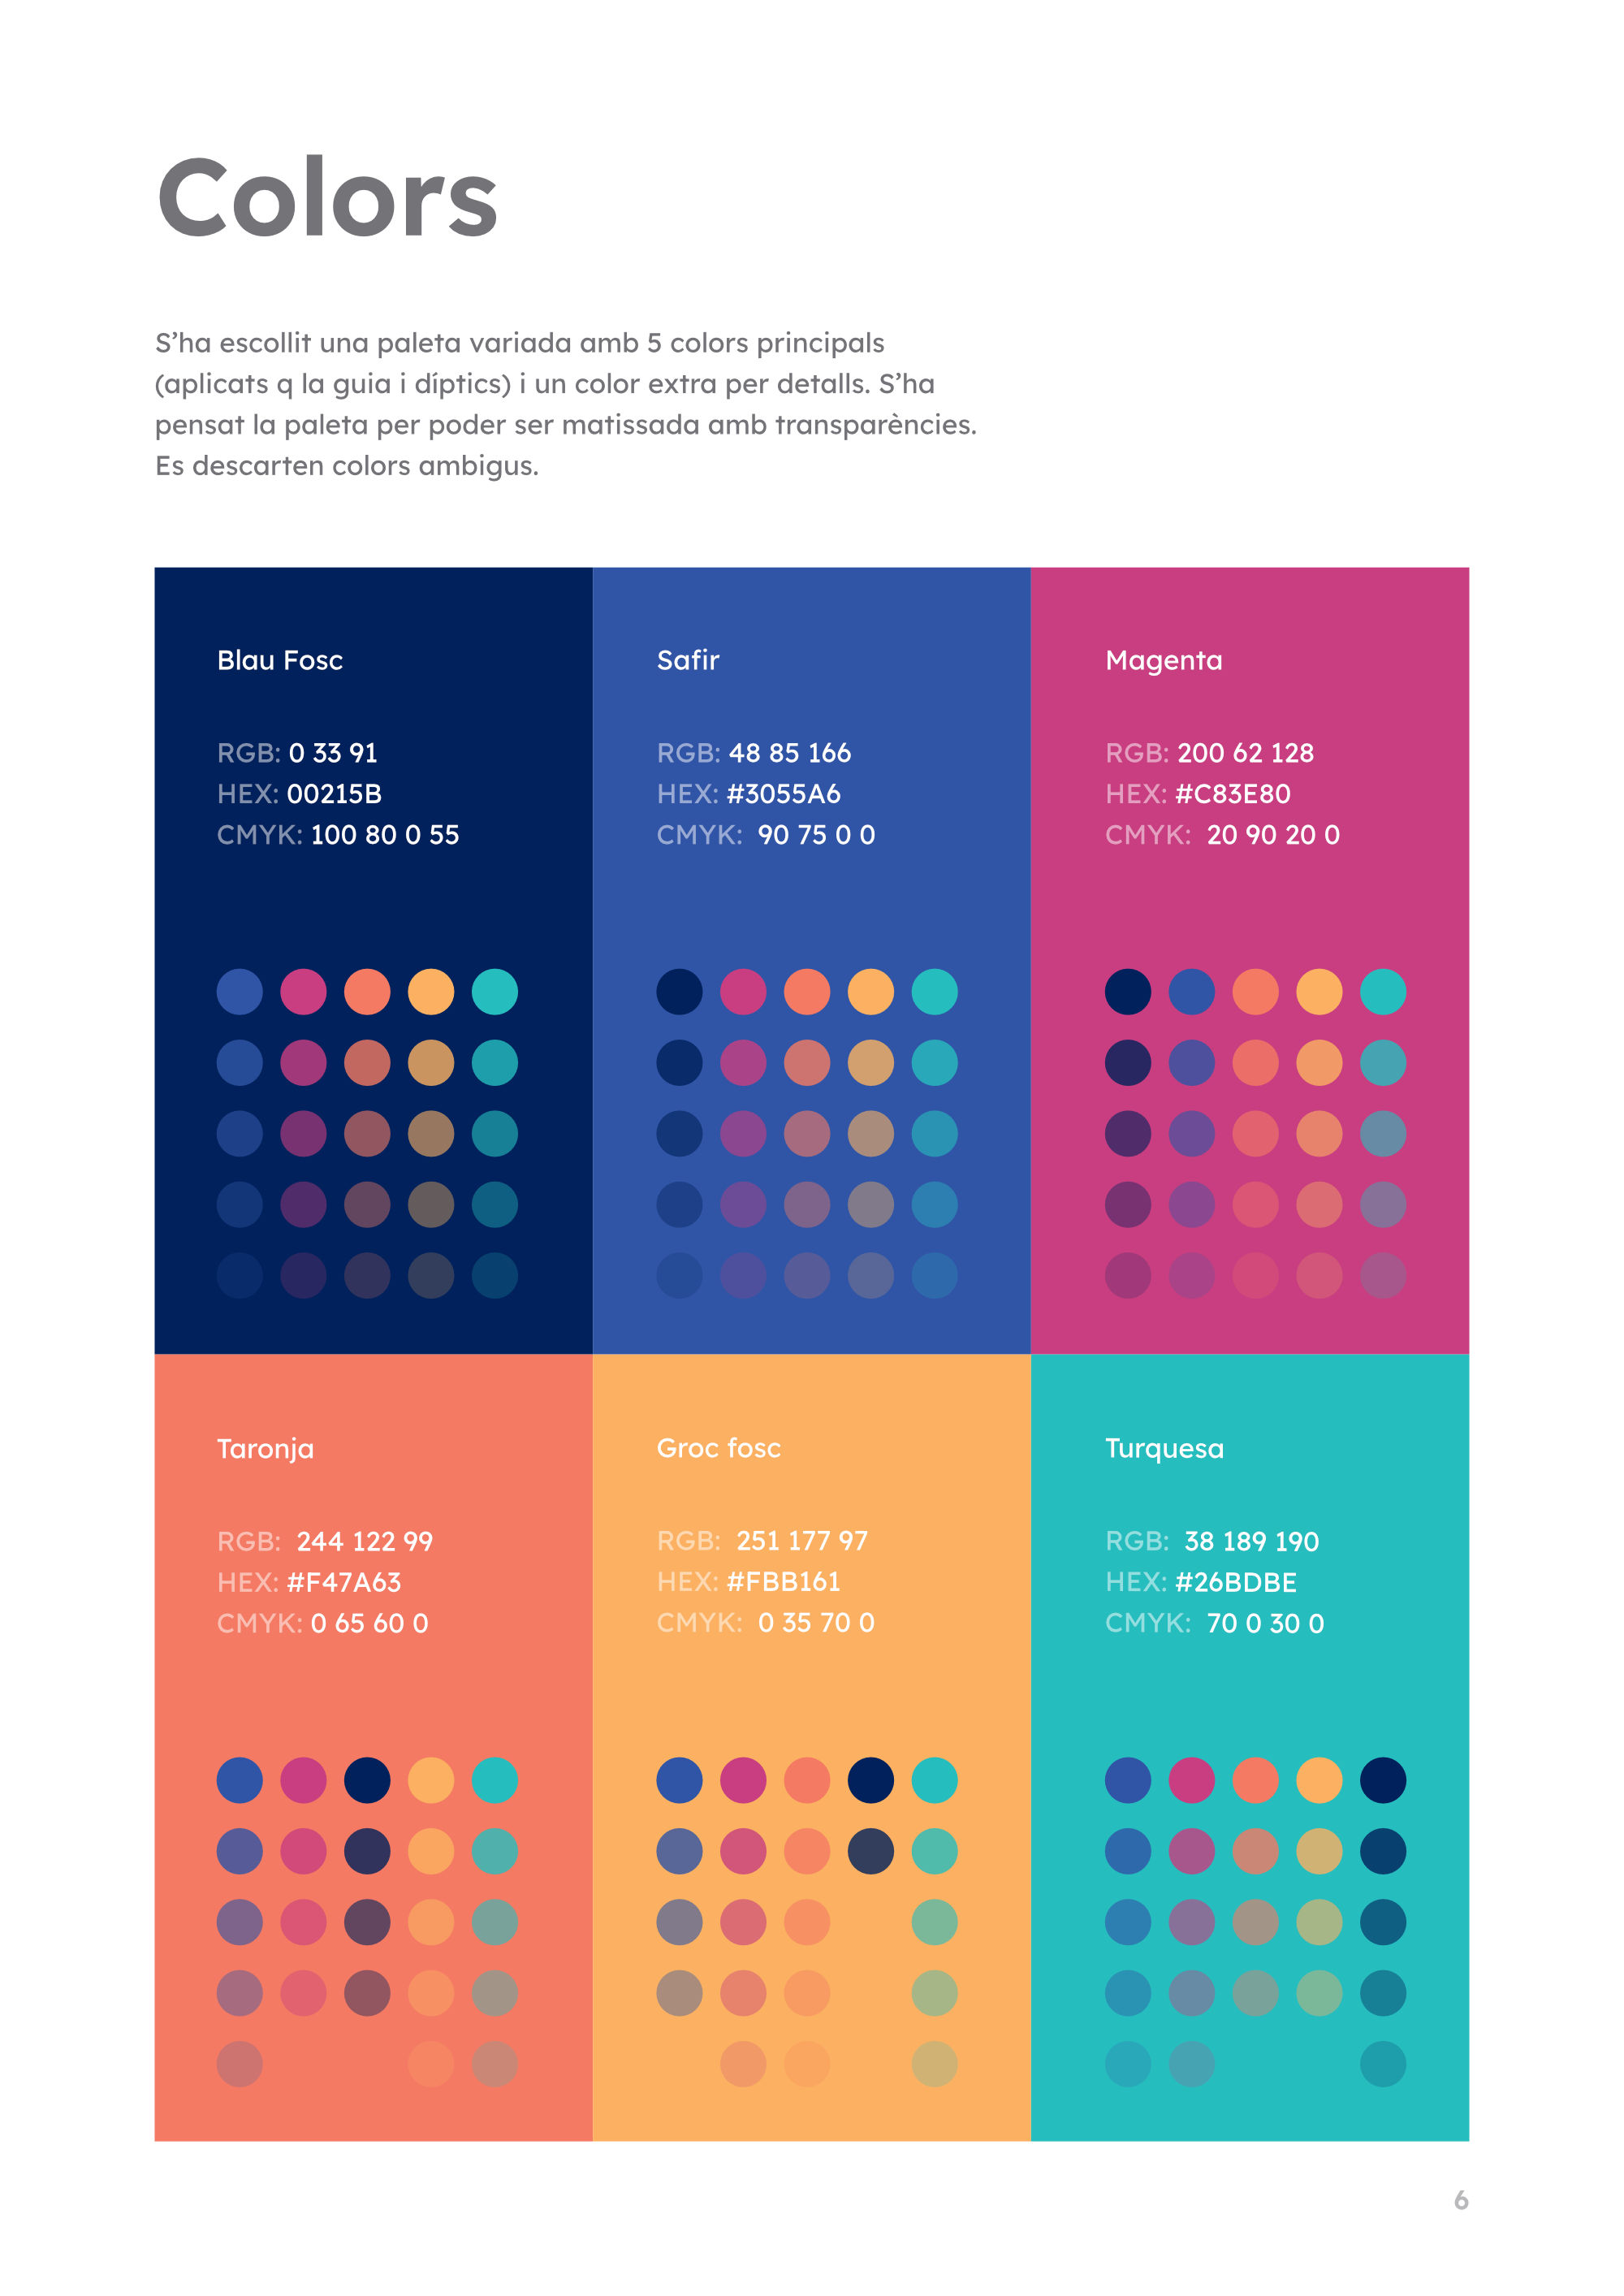 Colors
S’ha escollit una paleta variada amb 5 colors principals
(aplicats q la guia i díptics) i un color extra per detalls. S’ha
pensat la paleta per poder ser matissada amb transparències.
Es descarten colors ambigus.
Blau Fosc
RGB: 0 33 91
HEX: 00215B
CMYK: 100 80 0 55
Safir
RGB: 48 85 166
HEX: #3055A6
CMYK: 90 75 0 0
Magenta
RGB: 200 62 128
HEX: #C83E80
CMYK: 20 90 20 0
Taronja
RGB: 244 122 99
HEX: #F47A63
CMYK: 0 65 60 0
Groc fosc
RGB: 251 177 97
HEX: #FBB161
CMYK: 0 35 70 0
Turquesa
RGB: 38 189 190
HEX: #26BDBE
CMYK: 70 0 30 0
6